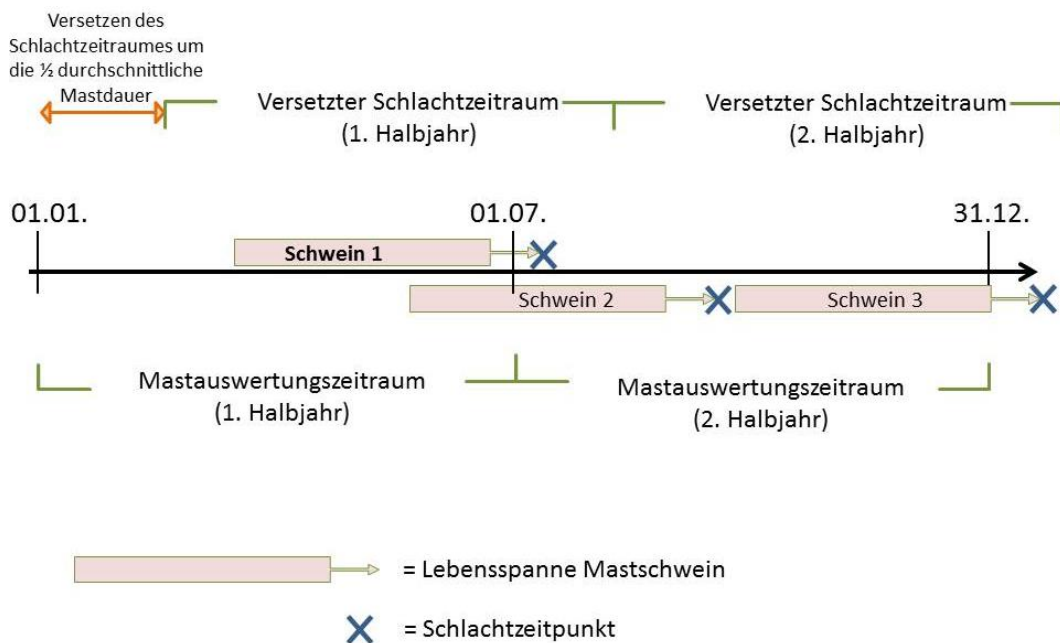 Versetzen des
Schlachtzeitraumes um
die ½ durchschnittliche
Mastdauer
Versetzter Schlachtzeitraum
(1. Halbjahr)
Versetzter Schlachtzeitraum
(2. Halbjahr)
01.01.
01.07.
31.12.
Schwein 1
Schwein 2
Schwein 3
Mastauswertungszeitraum
(1. Halbjahr)
Mastauswertungszeitraum
(2. Halbjahr)
= Lebensspanne Mastschwein
= Schlachtzeitpunkt